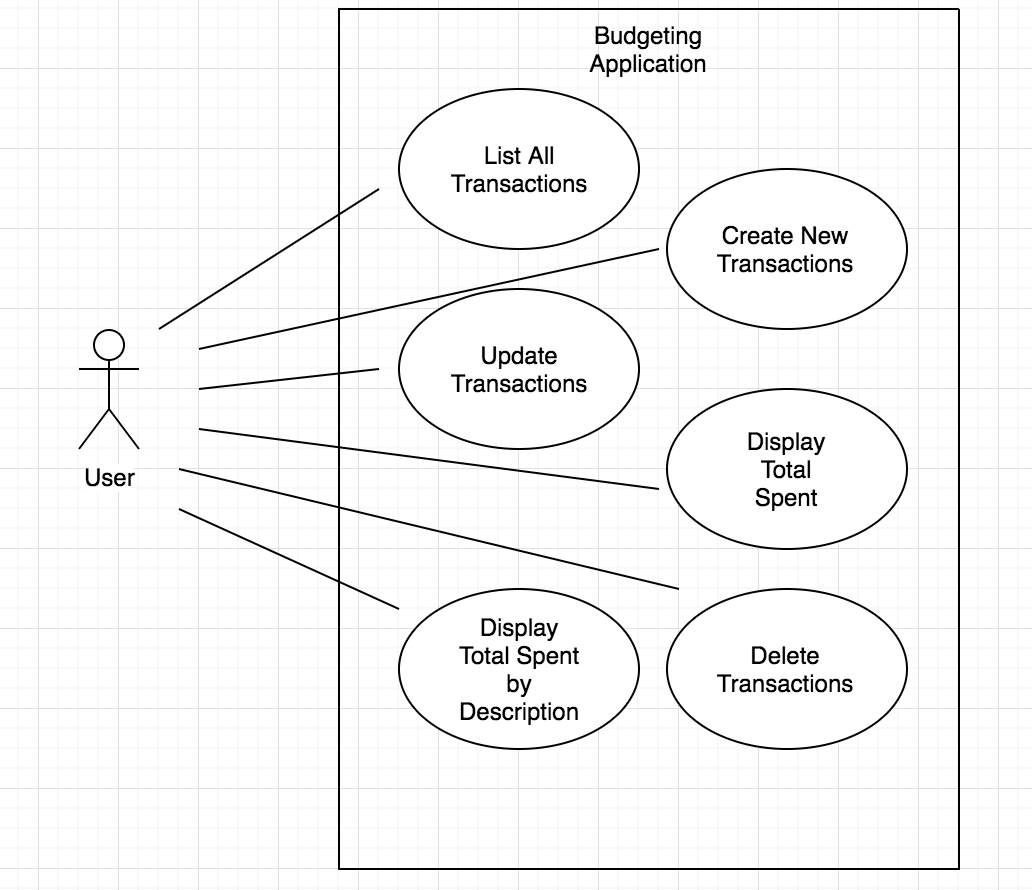 Budgeting
Application
List All
Transactions
Create New
Transactions
Update
Transactions
Display
Total
Spent
User
Display
Total Spent
by
Description
Delete
Transactions